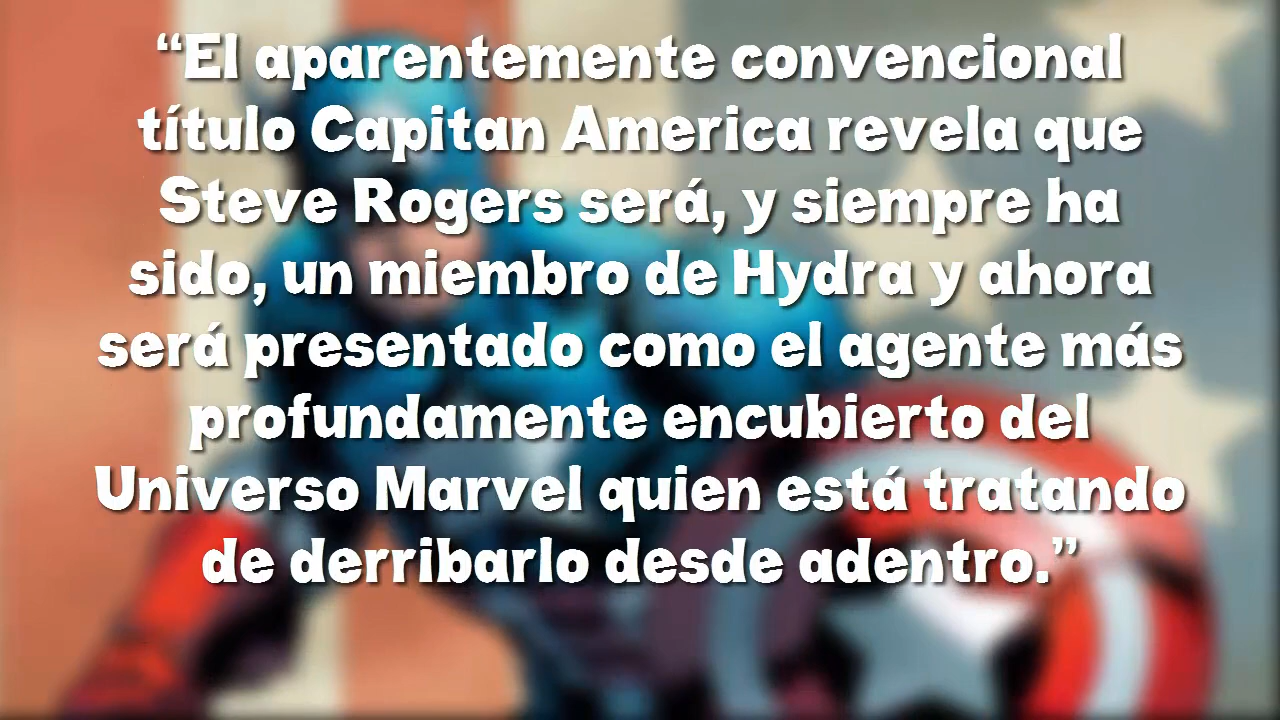 “El aparentemente convencional
título Capitan America revela que
Steve Rogers será, y siempre ha
sido, un miembro de Hydra y ahora
será presentado como el agente más
profundamente encubierto del
Universo Marvel quien está tratando
de derribarlo desde adentro.”